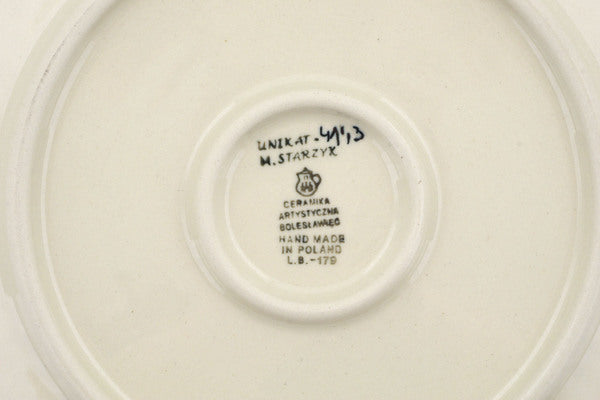 UNIKAT-41',3
M. STARZYK
CERAMIKA
ARTYSTYCZNA
BOLESŁAWIEC
HAND MADE
IN POLAND
L.B.-179